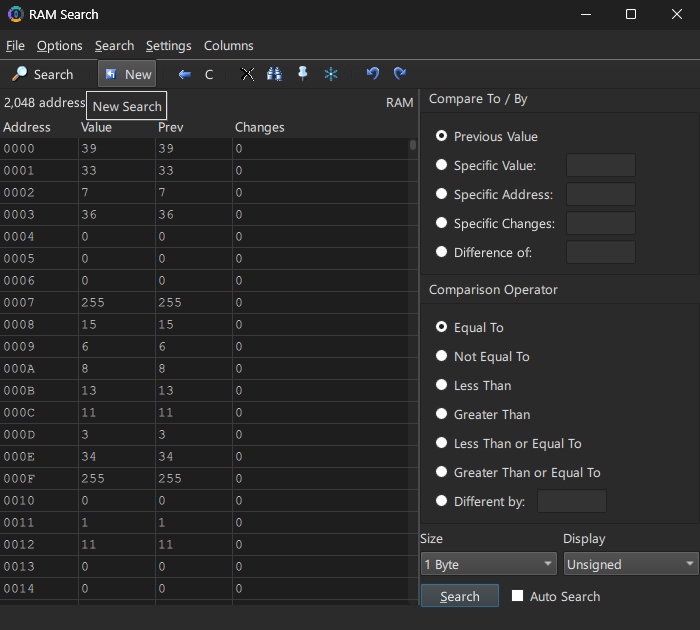 RAM Search
File Options Search Settings Columns
Search New C
2,048 address RAM
New Search
Address Value Prev Changes
0000 39 39 0
0001 33 33 0
0002 7 7 0
0003 36 36 0
0004 0 0 0
0005 0 0 0
0006 0 0 0
0007 255 255 0
0008 15 15 0
0009 6 6 0
000A 8 8 0
000B 13 13 0
000C 11 11 0
000D 3 3 0
000E 34 34 0
000F 255 255 0
0010 0 0 0
0011 1 1 0
0012 11 11 0
0013 0 0 0
0014 0 0 0
Compare To / By
Previous Value
Specific Value:
Specific Address:
Specific Changes:
Difference of:
Comparison Operator
Equal To
Not Equal To
Less Than
Greater Than
Less Than or Equal To
Greater Than or Equal To
Different by:
Size Display
1 Byte Unsigned
Search Auto Search